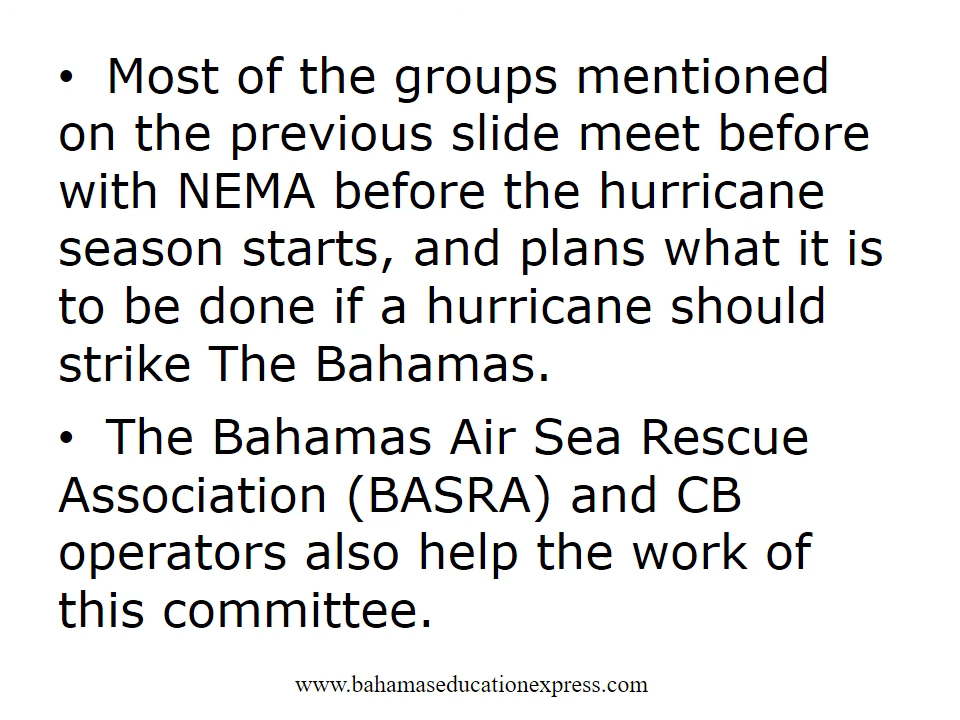 • Most of the groups mentioned
on the previous slide meet before
with NEMA before the hurricane
season starts, and plans what it is
to be done if a hurricane should
strike The Bahamas.
• The Bahamas Air Sea Rescue
Association (BASRA) and CB
operators also help the work of
this committee.
www.bahamaseducationexpress.com